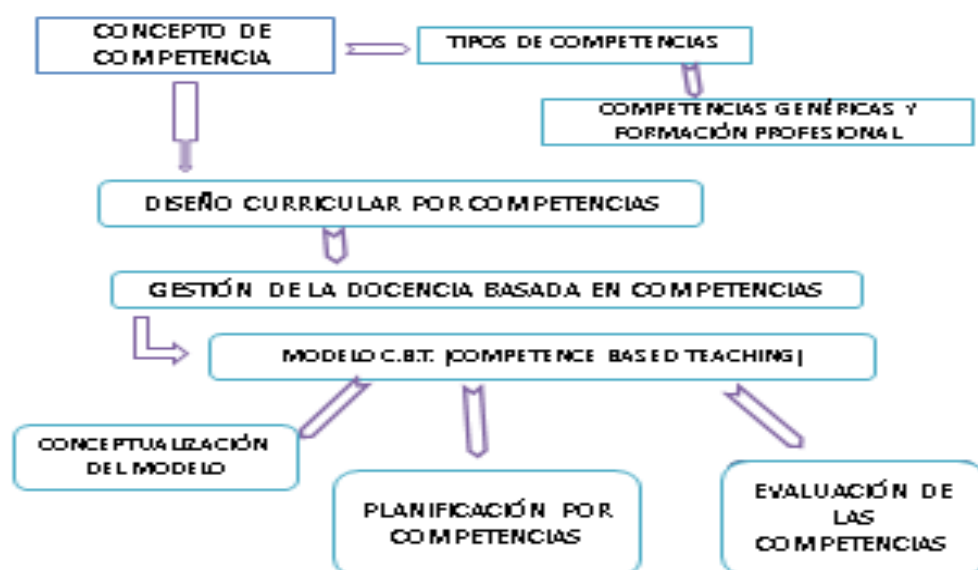 CONCEPTO DE
COMPETENCIA
TIPOS DE COMPETENCIAS
COMPETENCIAS GENÉRICAS Y
FORMACIÓN PROFESIONAL
DISEÑO CURRICULAR POR COMPETENCIAS
GESTIÓN DE LA DOCENCIA BASADA EN COMPETENCIAS
MODELO C.B.T. (COMPETENCE BASED TEACHING)
CONCEPTUALIZACIÓN
DEL MODELO
PLANIFICACIÓN POR
COMPETENCIAS
EVALUACIÓN DE
LAS
COMPETENCIAS